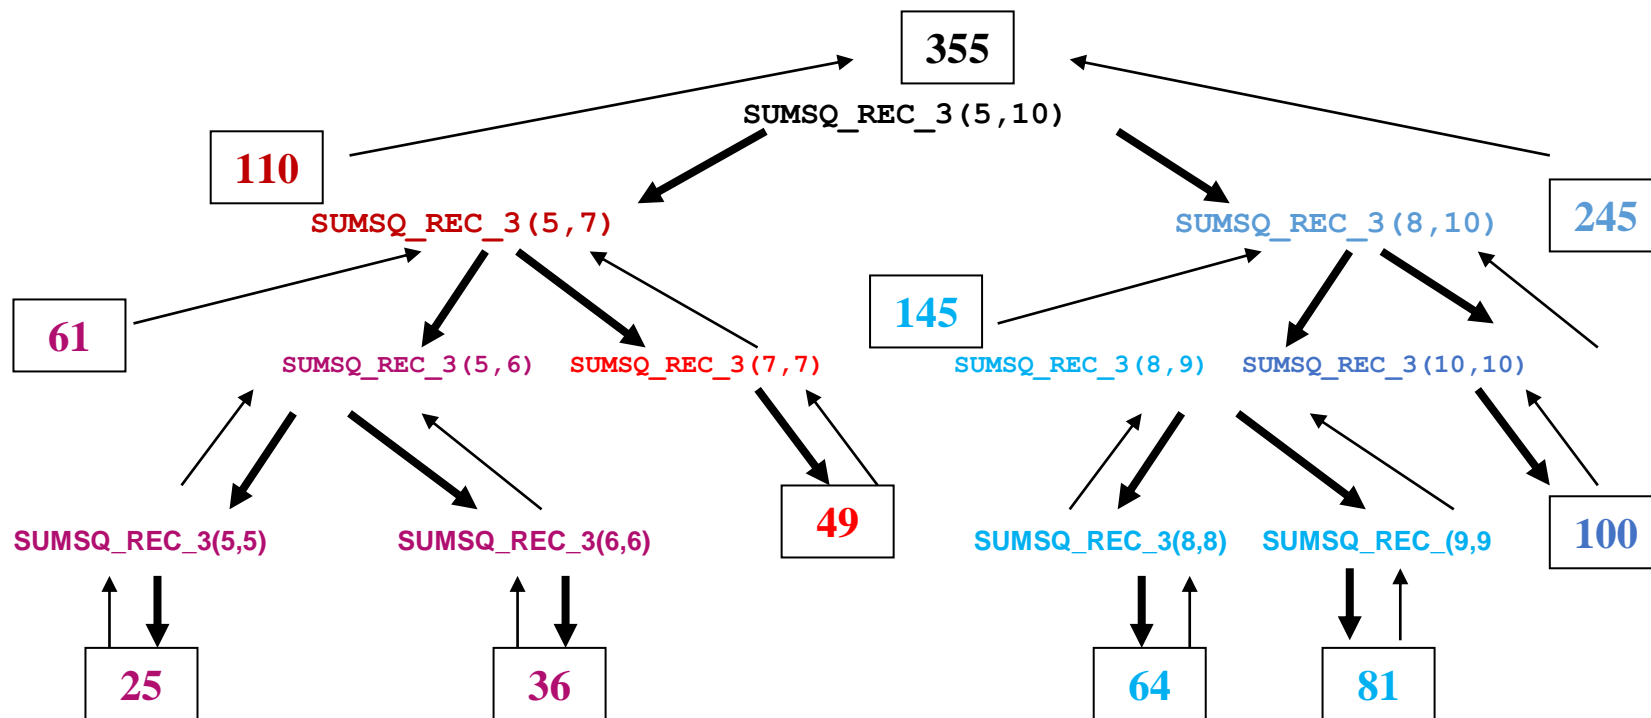 355
SUMSQ_REC_3(5,10)
110
SUMSQ_REC_3(5,7)
SUMSQ_REC_3(8,10)
245
61
145
SUMSQ_REC_3(5,6)
SUMSQ_REC_3(7,7)
SUMSQ_REC_3(8,9)
SUMSQ_REC_3(10,10)
SUMSQ_REC_3(5,5)
SUMSQ_REC_3(6,6)
49
SUMSQ_REC_3(8,8)
SUMSQ_REC_(9,9
100
25
36
64
81